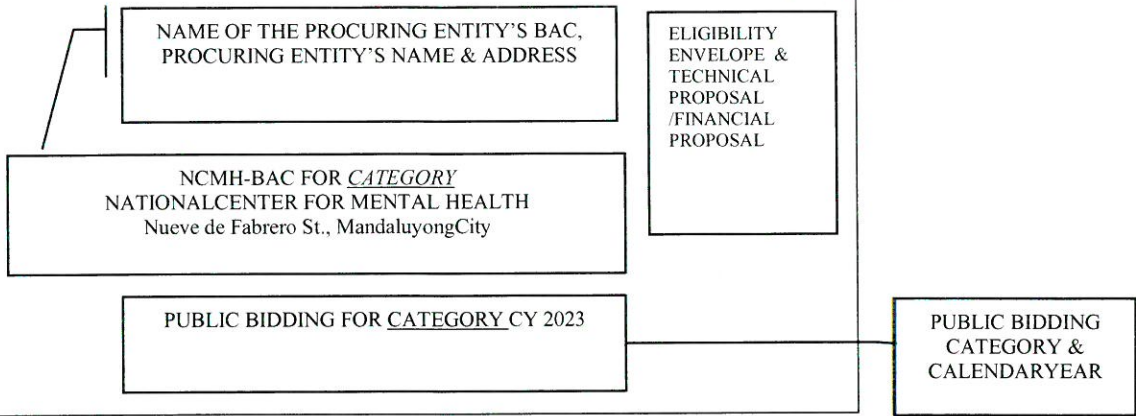 NAME OF THE PROCURING ENTITY'S BAC,
PROCURING ENTITY'S NAME & ADDRESS
ELIGIBILITY
ENVELOPE &
TECHNICAL
PROPOSAL
/FINANCIAL
PROPOSAL
NCMH-BAC FOR CATEGORY
NATIONALCENTER FOR MENTAL HEALTH
Nueve de Fabrero St., MandaluyongCity
PUBLIC BIDDING FOR CATEGORY CY 2023
PUBLIC BIDDING
CATEGORY &
CALENDARYEAR